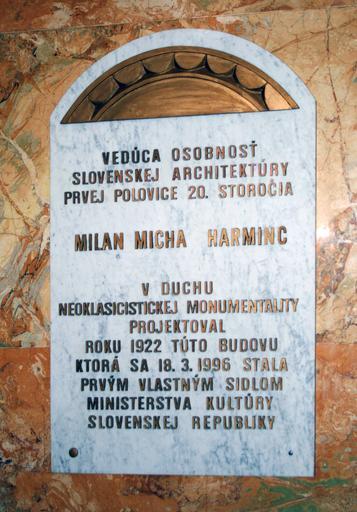 VEDÚCA OSOBNOSŤ
SLOVENSKEJ ARCHITEKTÚRY
PRVEJ POLOVICE 20. STOROČIA
MILAN MICHA HARMINC
V DUCHU
NEOKLASICISTICKEJ MONUMENTALITY
PROJEKTOVAL
ROKU 1922 TÚTO BUDOVU
KTORÁ SA 18. 3. 1996 STALA
PRVÝM VLASTNÝM SIDLOM
MINISTERSTVA KULTÚRY
SLOVENSKEJ REPUBLIKY